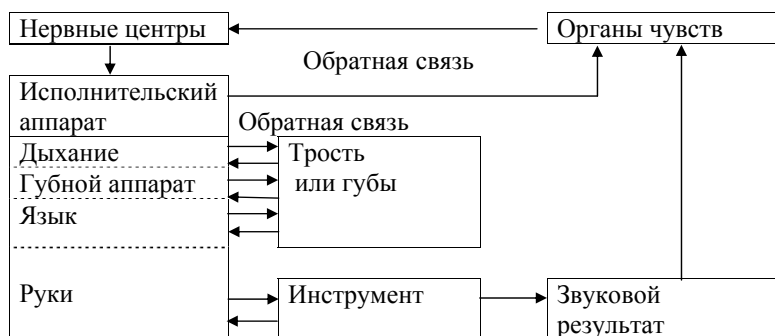 Нервные центры
Органы чувств
Обратная связь
Исполнительский
аппарат
Обратная связь
Дыхание
Трость
или губы
Губной аппарат
Язык
Руки
Инструмент
Звуковой
результат